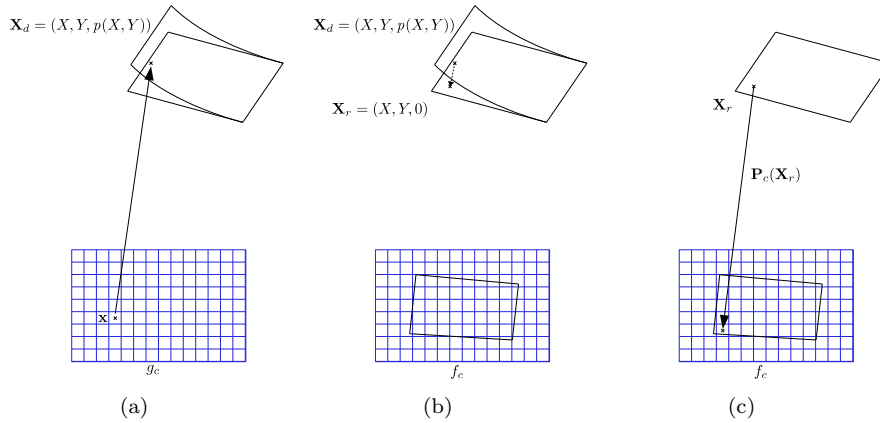 X_d = (X, Y, p(X, Y))
x
g_c
(a)
X_d = (X, Y, p(X, Y))
X_r = (X, Y, 0)
f_c
(b)
X_r
P_c(X_r)
f_c
(c)